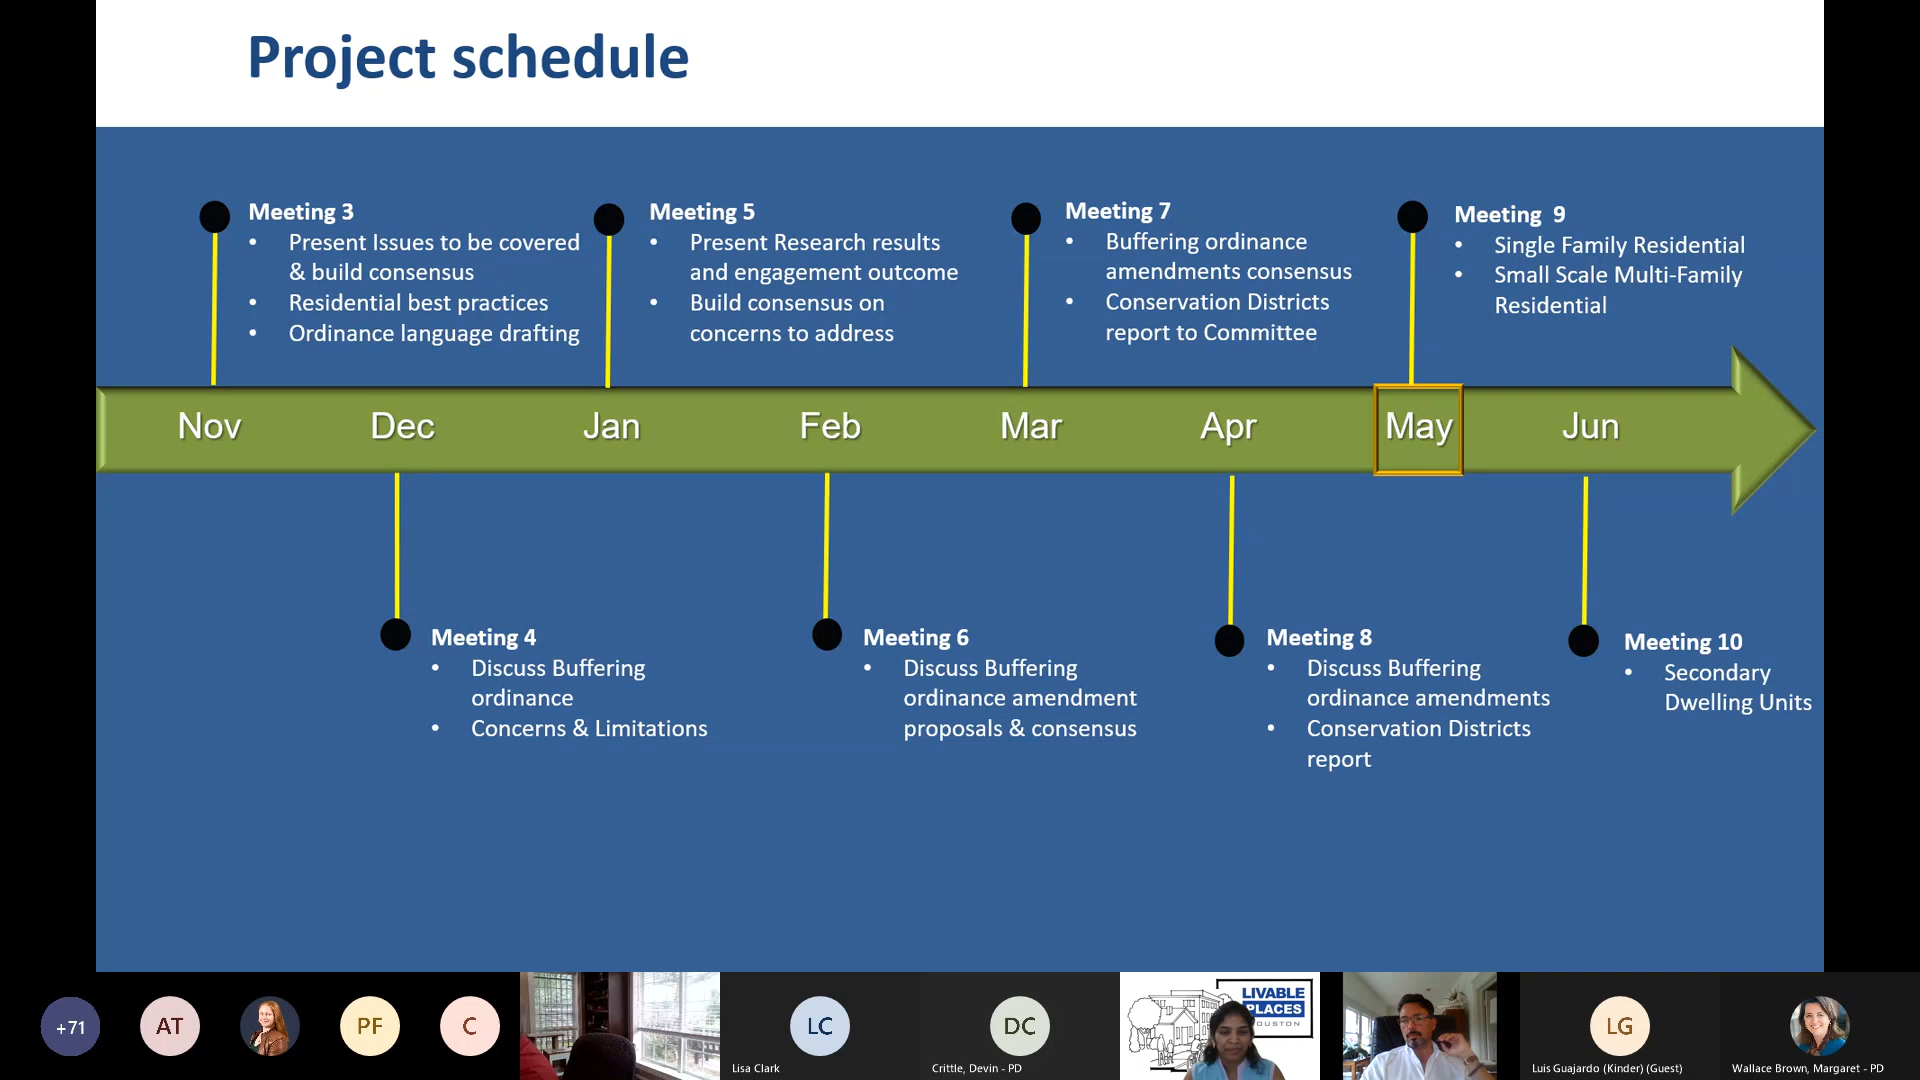 Project schedule
Meeting 3
• Present Issues to be covered
& build consensus
• Residential best practices
• Ordinance language drafting
Meeting 5
• Present Research results
and engagement outcome
• Build consensus on
concerns to address
Meeting 7
• Buffering ordinance
amendments consensus
• Conservation Districts
report to Committee
Meeting 9
• Single Family Residential
• Small Scale Multi-Family
Residential
Nov Dec Jan Feb Mar Apr May Jun
Meeting 4
• Discuss Buffering
ordinance
• Concerns & Limitations
Meeting 6
• Discuss Buffering
ordinance amendment
proposals & consensus
Meeting 8
• Discuss Buffering
ordinance amendments
• Conservation Districts
report
Meeting 10
• Secondary
Dwelling Units
+71
AT
PF
C
LC
Lisa Clark
DC
Crittle, Devin - PD
LIVABLE
PLACES
LG
Luis Guajardo (Kinder) (Guest)
Wallace Brown, Margaret - PD